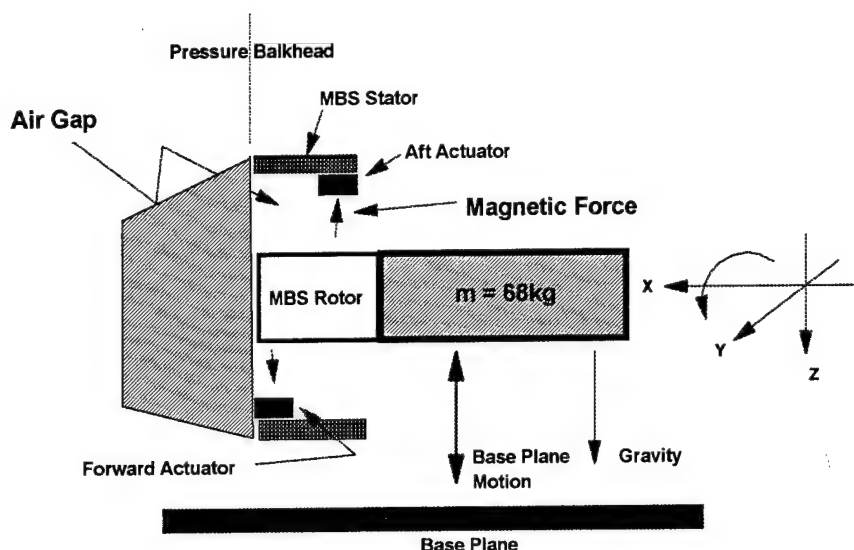 Pressure Balkhead
MBS Stator
Air Gap
Aft Actuator
Magnetic Force
MBS Rotor
m = 68kg
X
Y
Z
Forward Actuator
Base Plane
Motion
Gravity
Base Plane